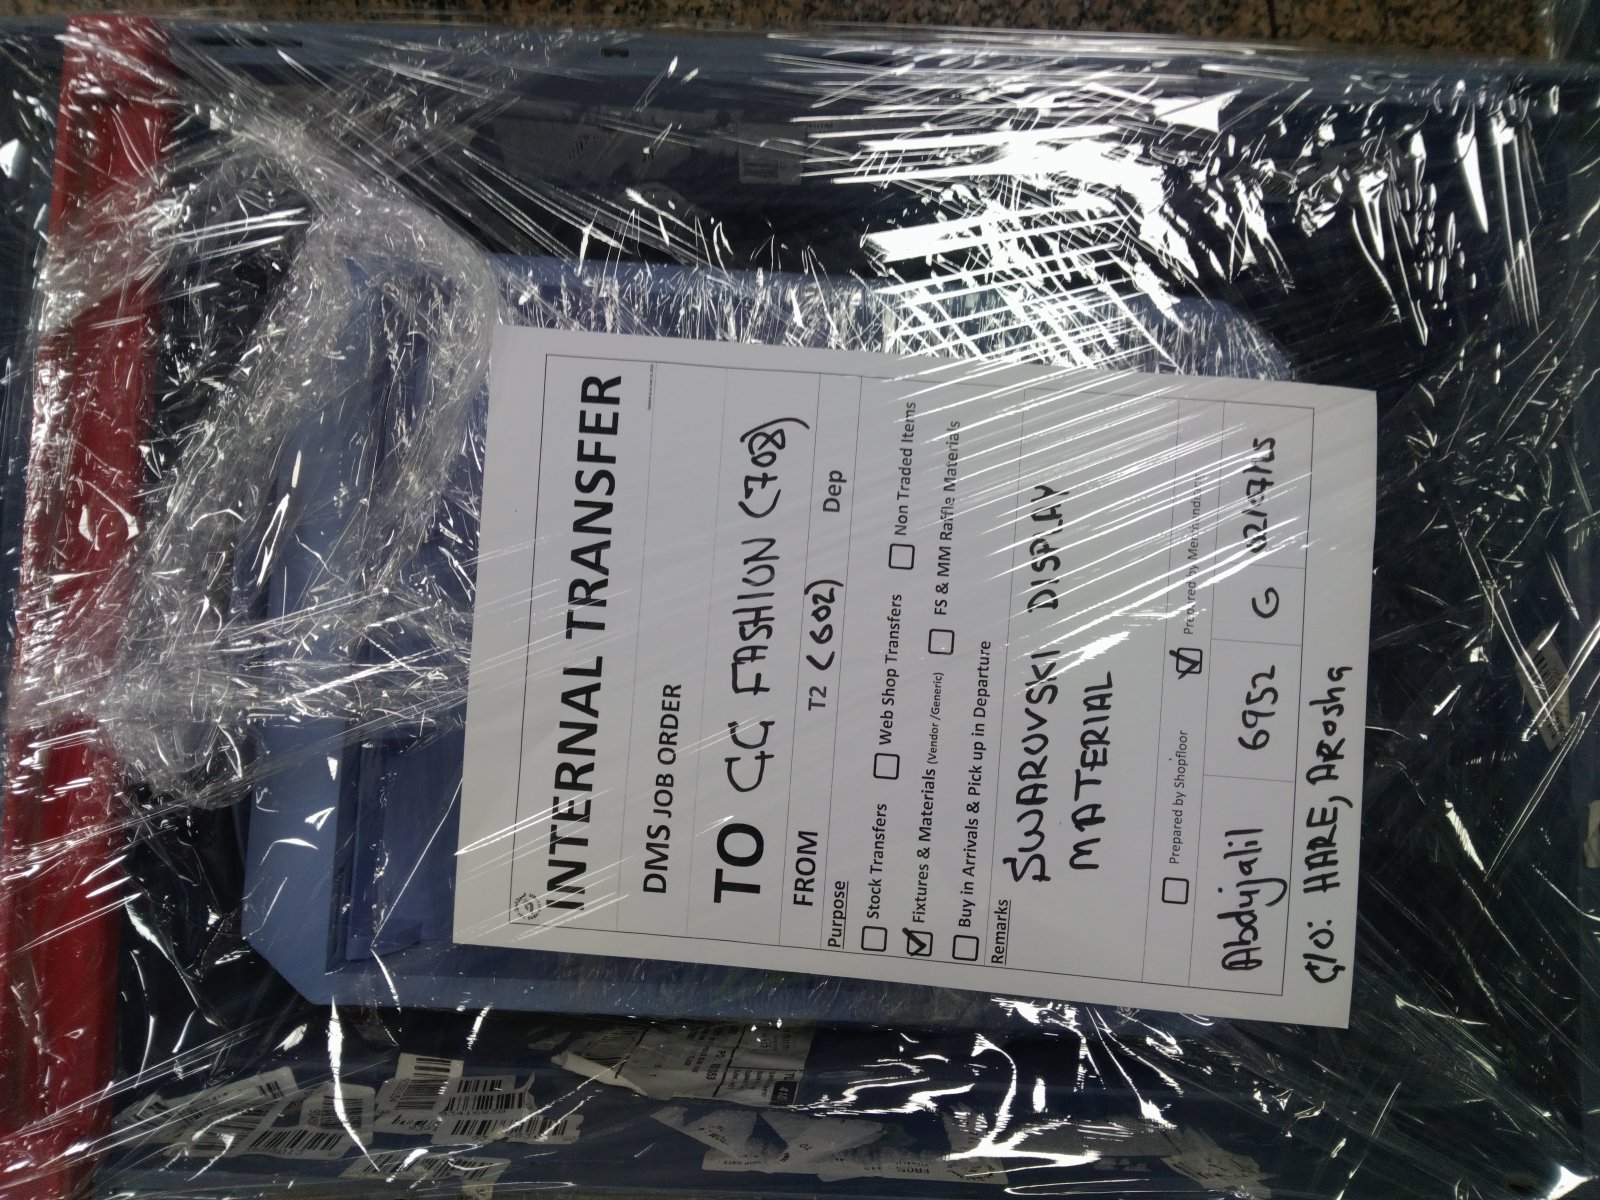 INTERNAL TRANSFER
DMS JOB ORDER
TO CC FASHION (708)
FROM T2 (602) Dep
Purpose
Stock Transfers Web Shop Transfers Non Traded Items
Fixtures & Materials (Vendor /Generic) FS & MM Raffle Materials
Buy in Arrivals & Pick up in Departure
Remarks
SWAROVSKI DISPLAY
MATERIAL
Prepared by Shopfloor Prepared by
Abdujalil 6952 G 02/07/25
C/O: HARE, Arosha